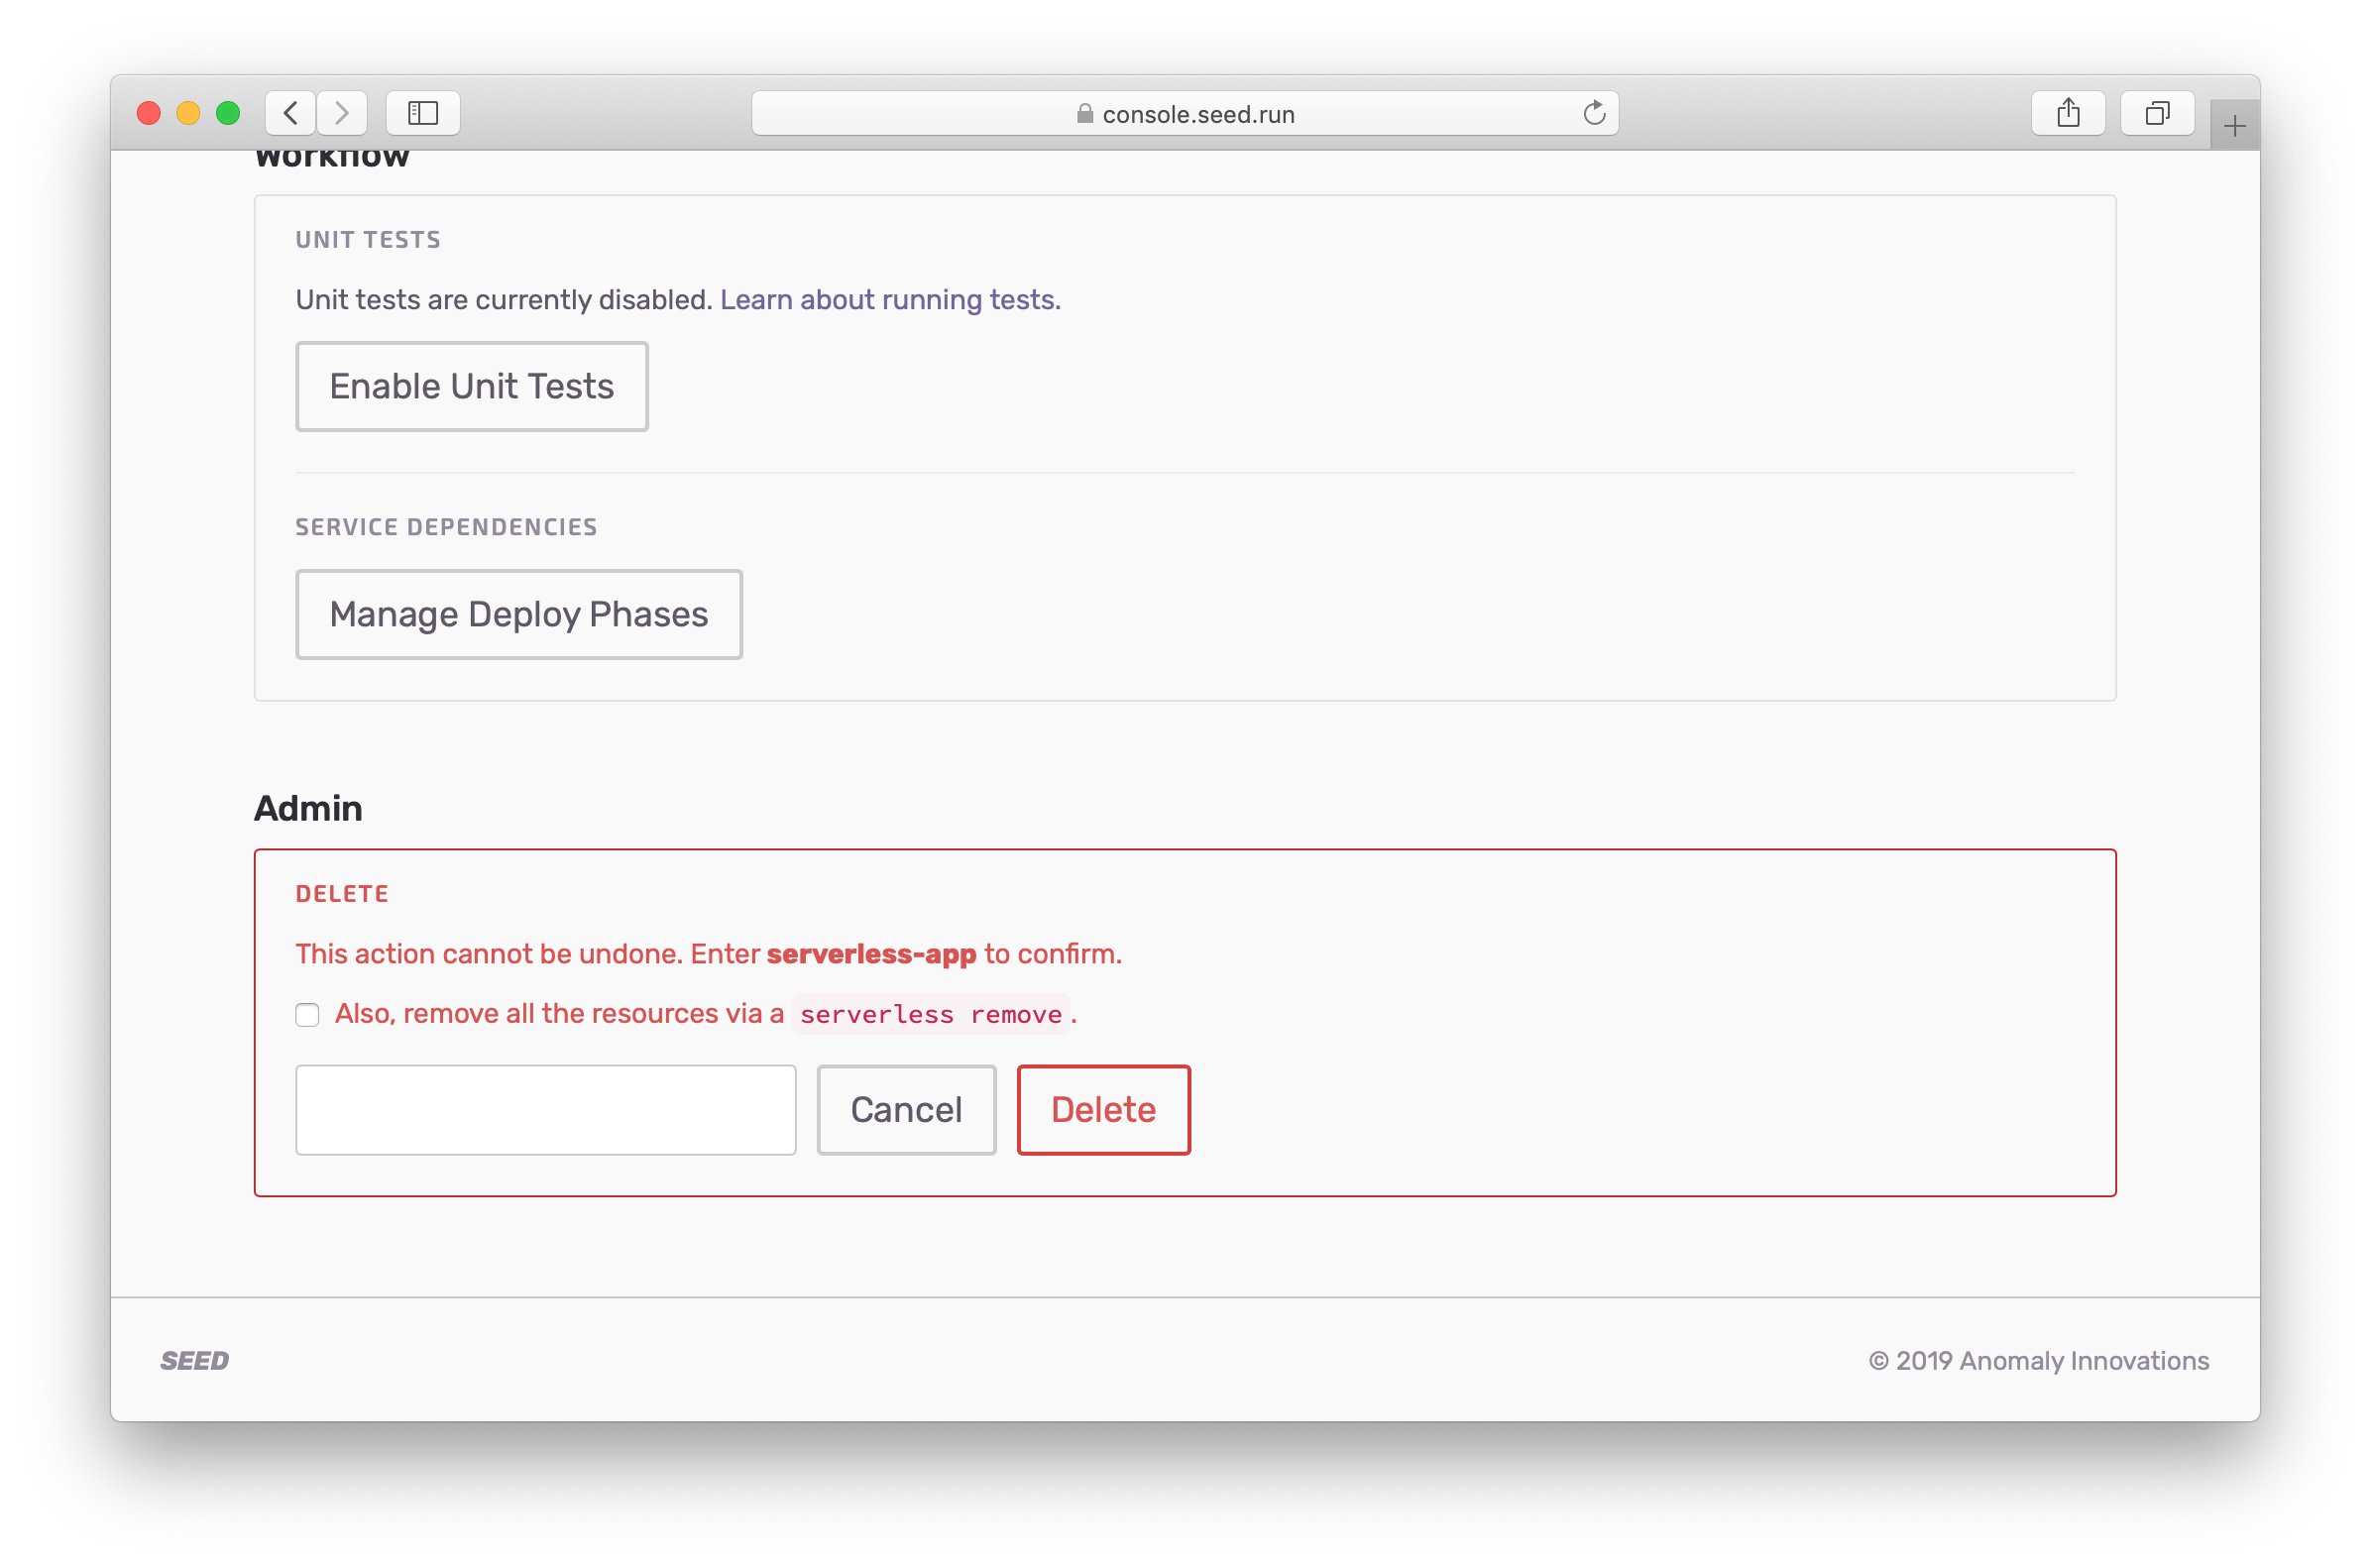 console.seed.run
Workflow
UNIT TESTS
Unit tests are currently disabled. Learn about running tests.
Enable Unit Tests
SERVICE DEPENDENCIES
Manage Deploy Phases
Admin
DELETE
This action cannot be undone. Enter serverless-app to confirm.
Also, remove all the resources via a serverless remove.
Cancel Delete
SEED © 2019 Anomaly Innovations